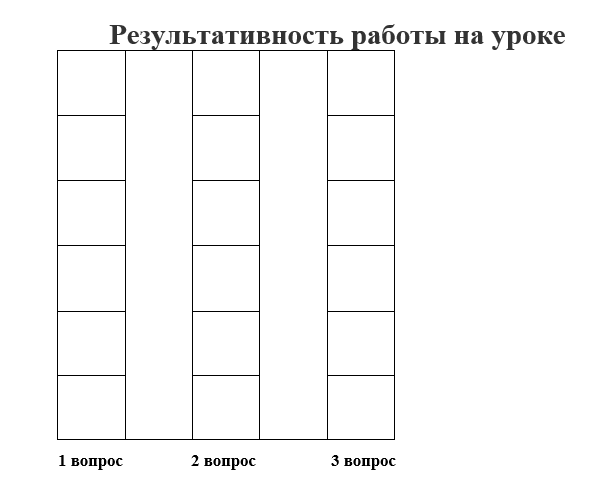 Результативность работы на уроке
1 вопрос 2 вопрос 3 вопрос